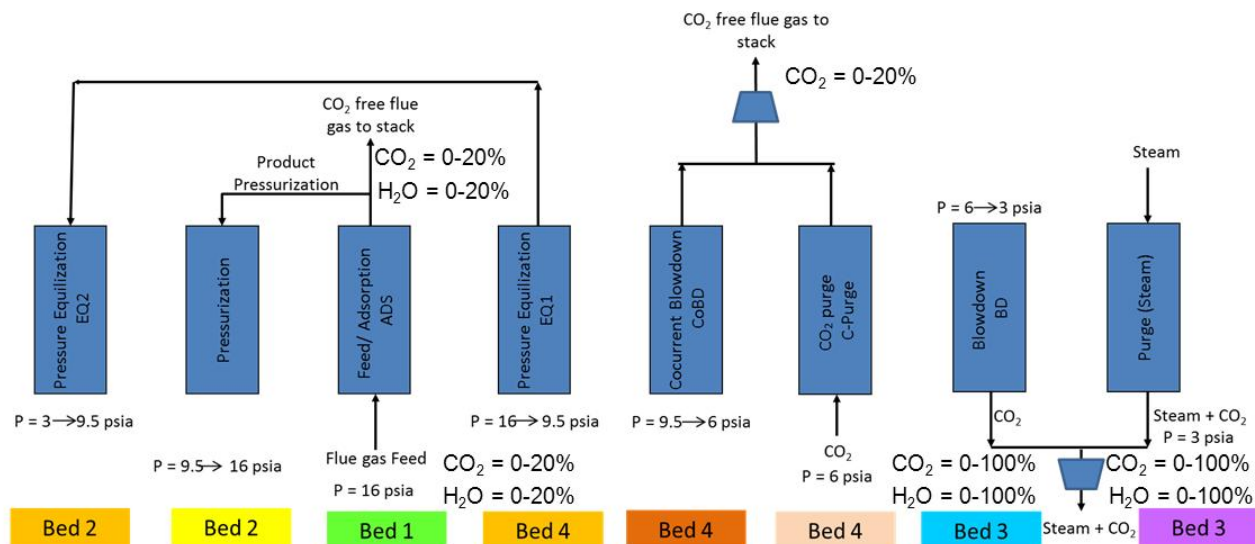 CO₂ free flue gas to
stack
CO₂ = 0-20%
CO₂ free flue
gas to stack
CO₂ = 0-20%
H₂O = 0-20%
Product
Pressurization
Steam
P = 6→3 psia
Pressure Equilization
EQ2
Pressurization
Feed/ Adsorption
ADS
Pressure Equilization
EQ1
Cocurrent Blowdown
CoBD
CO₂ purge
C-Purge
Blowdown
BD
Purge (Steam)
P = 3→9.5 psia
P = 9.5→ 16 psia
Flue gas Feed
P = 16 psia
CO₂ = 0-20%
H₂O = 0-20%
P = 16→9.5 psia
P = 9.5→6 psia
CO₂
P = 6 psia
CO₂
Steam + CO₂
P = 3 psia
CO₂ = 0-100%
H₂O = 0-100%
CO₂ = 0-100%
H₂O = 0-100%
Steam + CO₂
Bed 2
Bed 2
Bed 1
Bed 4
Bed 4
Bed 4
Bed 3
Bed 3